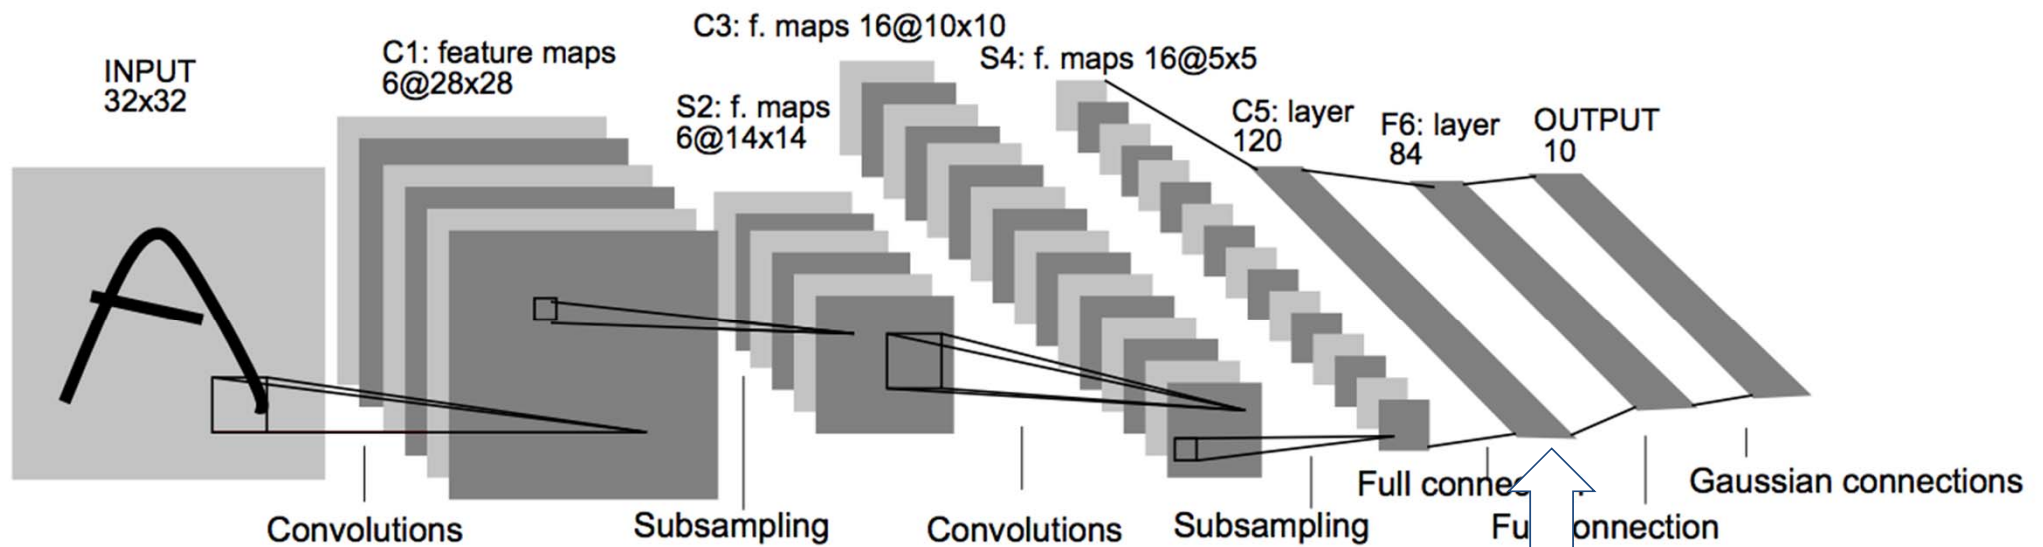 INPUT
32x32
C1: feature maps
6@28x28
S2: f. maps
6@14x14
C3: f. maps 16@10x10
S4: f. maps 16@5x5
C5: layer
120
F6: layer
84
OUTPUT
10
Convolutions
Subsampling
Convolutions
Subsampling
Full
Gaussian connections